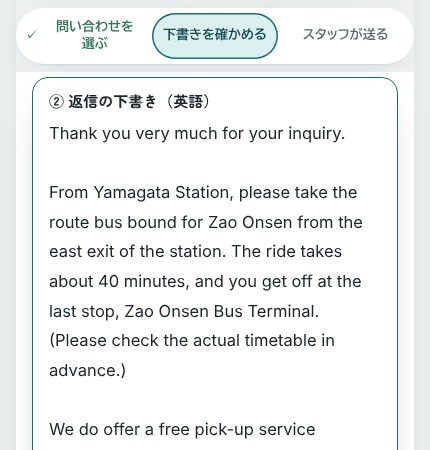 ✓ 問い合わせを
選ぶ
下書きを確かめる
スタッフが送る
② 返信の下書き（英語）
Thank you very much for your inquiry.
From Yamagata Station, please take the
route bus bound for Zao Onsen from the
east exit of the station. The ride takes
about 40 minutes, and you get off at the
last stop, Zao Onsen Bus Terminal.
(Please check the actual timetable in
advance.)
We do offer a free pick-up service